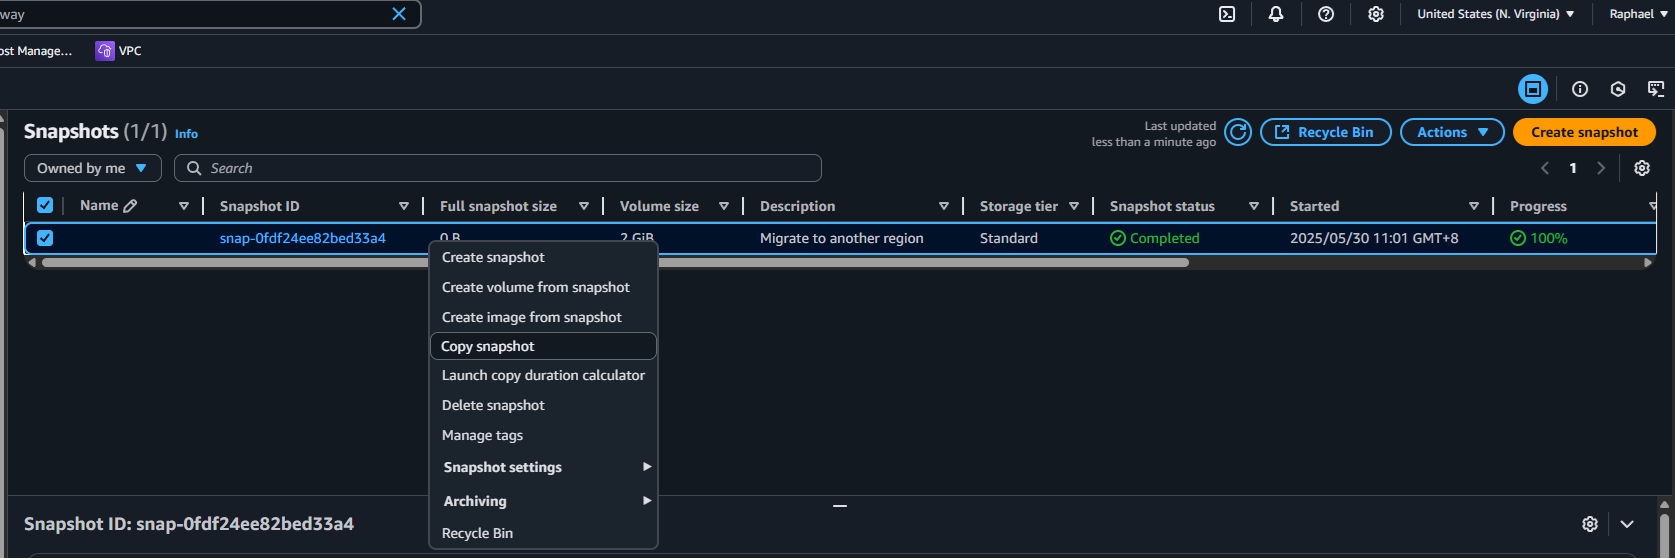 way
United States (N. Virginia)
Raphael
ost Manage...
VPC
Snapshots (1/1) Info
Last updated
less than a minute ago
Recycle Bin
Actions
Create snapshot
Owned by me
Search
1
Name
Snapshot ID
Full snapshot size
Volume size
Description
Storage tier
Snapshot status
Started
Progress
snap-0fdf24ee82bed33a4
0 B
2 GiB
Migrate to another region
Standard
Completed
2025/05/30 11:01 GMT+8
100%
Create snapshot
Create volume from snapshot
Create image from snapshot
Copy snapshot
Launch copy duration calculator
Delete snapshot
Manage tags
Snapshot settings
Archiving
Recycle Bin
Snapshot ID: snap-0fdf24ee82bed33a4